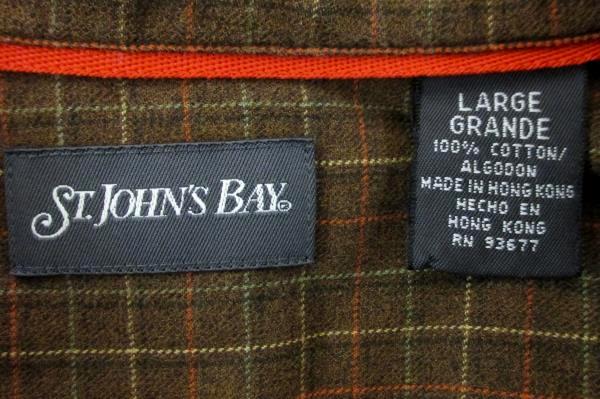 ST. JOHN'S BAY®
LARGE
GRANDE
100% COTTON/
ALGODON
MADE IN HONG KONG
HECHO EN
HONG KONG
RN 93677